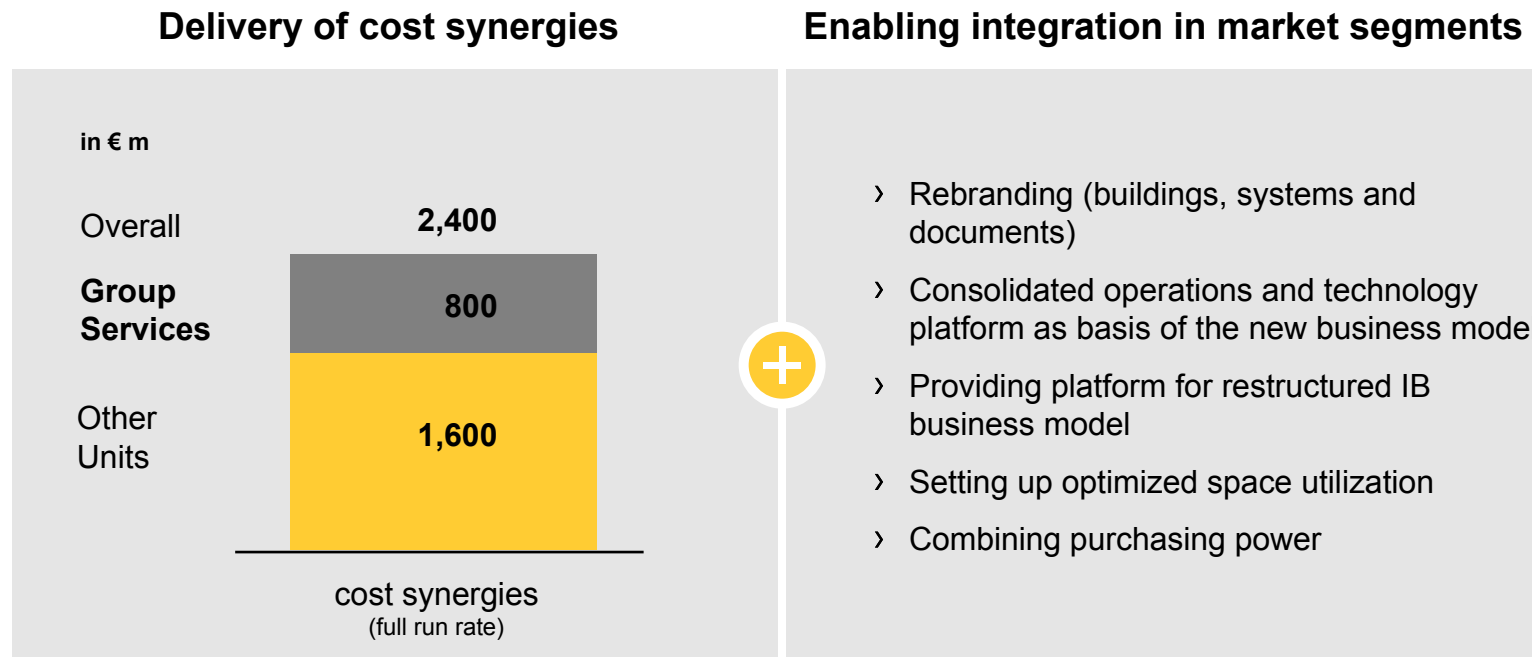 Delivery of cost synergies
Enabling integration in market segments
in € m
Overall
2,400
Group
Services
800
Other
Units
1,600
cost synergies
(full run rate)
› Rebranding (buildings, systems and
documents)
› Consolidated operations and technology
platform as basis of the new business mode
› Providing platform for restructured IB
business model
› Setting up optimized space utilization
› Combining purchasing power